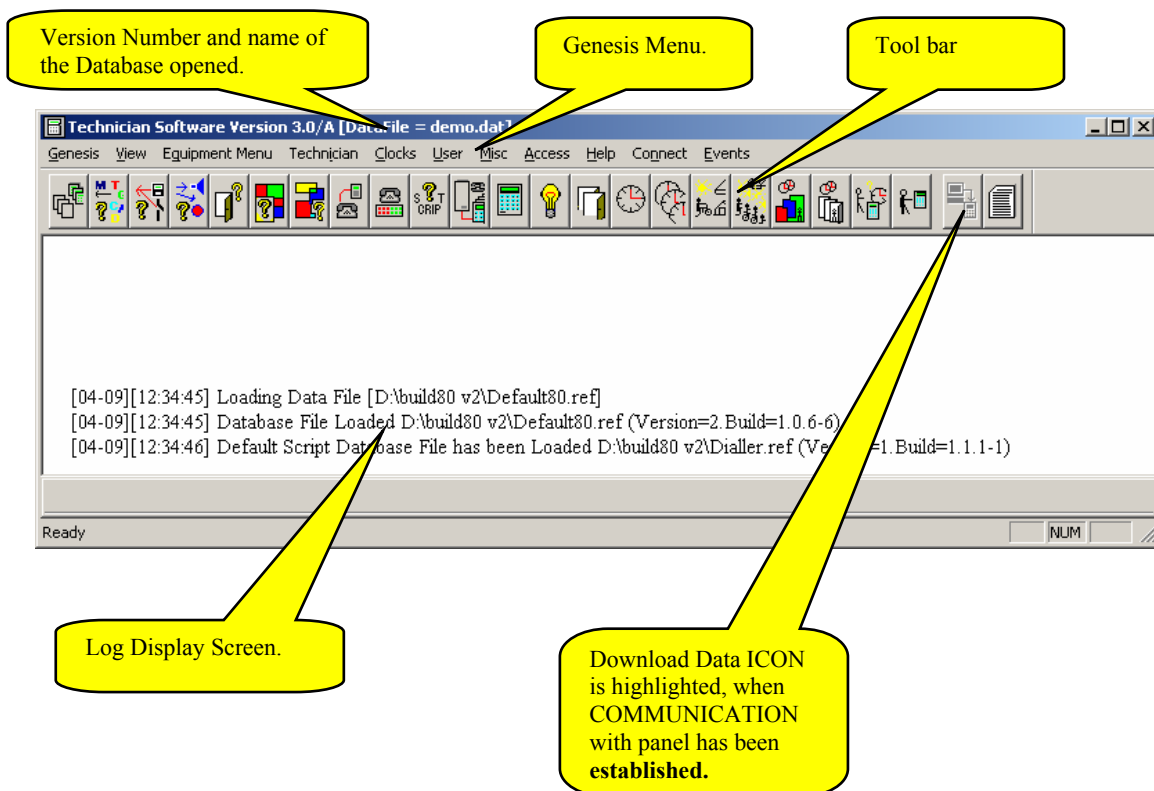 Version Number and name of
the Database opened.
Genesis Menu.
Tool bar
Technician Software Version 3.0/A [DataFile = demo.dat]
Genesis View Equipment Menu Technician Clocks User Misc Access Help Connect Events
M T
C D
S T
CRIP
[04-09][12:34:45] Loading Data File [D:\build80 v2\Default80.ref]
[04-09][12:34:45] Database File Loaded D:\build80 v2\Default80.ref (Version=2.Build=1.0.6-6)
[04-09][12:34:46] Default Script Database File has been Loaded D:\build80 v2\Dialler.ref (Version=1.Build=1.1.1-1)
Ready NUM
Log Display Screen.
Download Data ICON
is highlighted, when
COMMUNICATION
with panel has been
established.